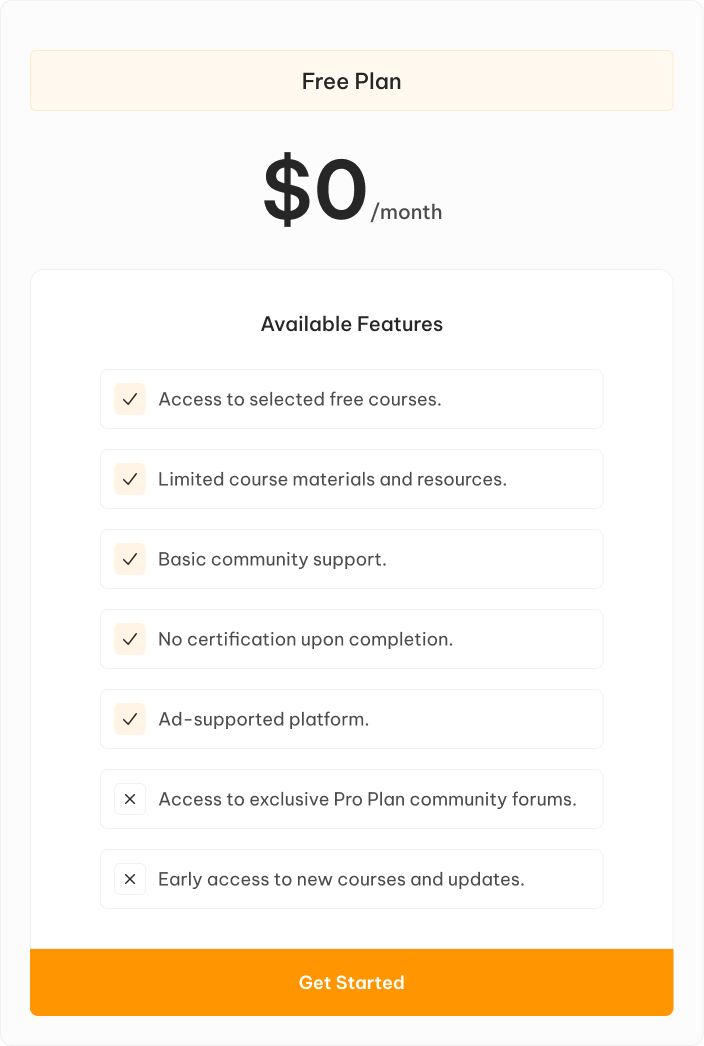 Free Plan
$0/month
Available Features
Access to selected free courses.
Limited course materials and resources.
Basic community support.
No certification upon completion.
Ad-supported platform.
Access to exclusive Pro Plan community forums.
Early access to new courses and updates.
Get Started